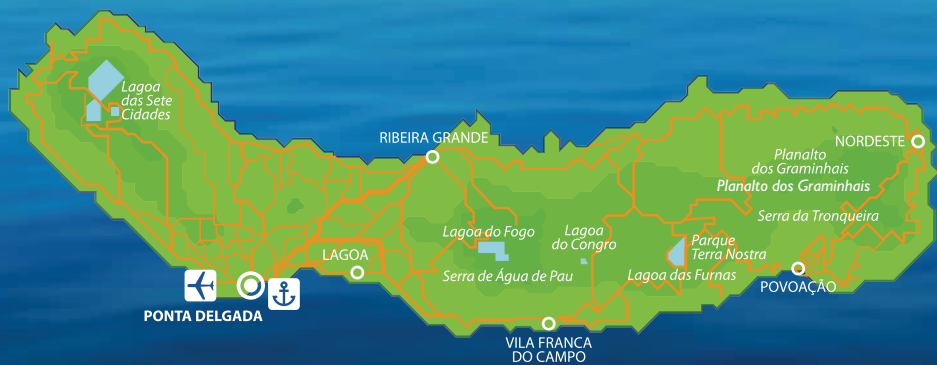 Lagoa
das Sete
Cidades
RIBEIRA GRANDE
NORDESTE
Planalto
dos Graminhais
Planalto dos Graminhais
Serra da Tronqueira
Lagoa do Fogo
Lagoa
do Congro
Parque
Terra Nostra
LAGOA
Serra de Água de Pau
Lagoa das Furnas
POVOAÇÃO
PONTA DELGADA
VILA FRANCA
DO CAMPO